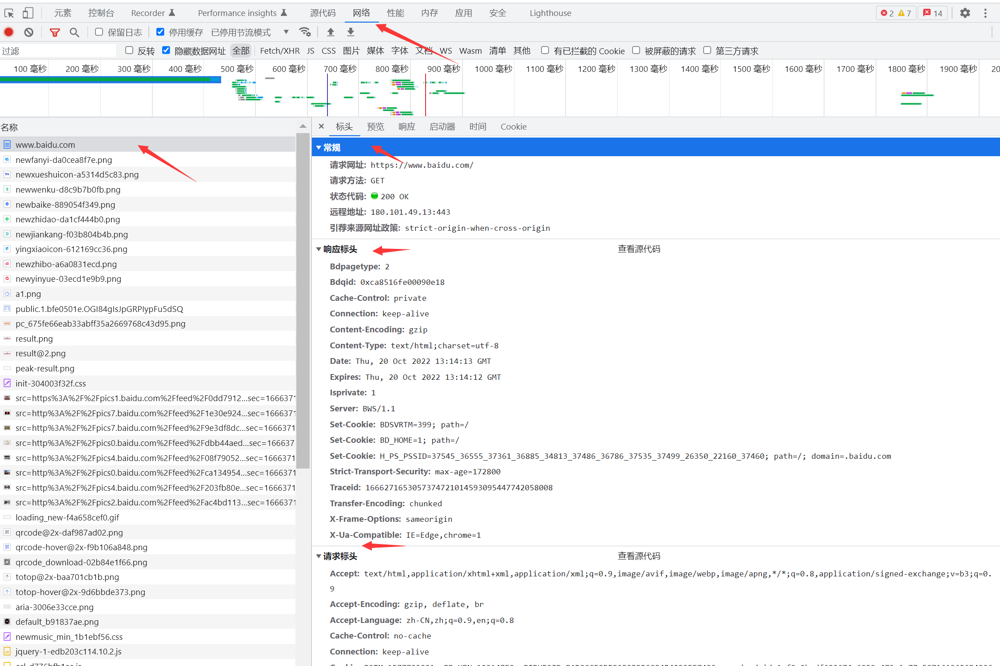 元素 控制台 Recorder Performance insights 源代码 网络 性能 内存 应用 安全 Lighthouse 2 7 14
保留日志 停用缓存 已停用节流模式
过滤 反转 隐藏数据网址 全部 Fetch/XHR JS CSS 图片 媒体 字体 文档 WS Wasm 清单 其他 有已拦截的 Cookie 被屏蔽的请求 第三方请求
100 毫秒 200 毫秒 300 毫秒 400 毫秒 500 毫秒 600 毫秒 700 毫秒 800 毫秒 900 毫秒 1000 毫秒 1100 毫秒 1200 毫秒 1300 毫秒 1400 毫秒 1500 毫秒 1600 毫秒 1700 毫秒 1800 毫秒 1900 毫秒 20
名称
www.baidu.com
newfanyi-da0cea8f7e.png
newxueshuicon-a5314d5c83.png
newwenku-d8c9b7b0fb.png
newbaike-889054f349.png
newzhidao-da1cf444b0.png
newjiankang-f03b804b4b.png
yingxiaoicon-612169cc36.png
newzhibo-a6a0831ecd.png
newyinyue-03ecd1e9b9.png
a1.png
public.1.bfe0501e.OGI84gIsJpGRPIypFu5dSQ
pc_675fe66eab33abff35a2669768c43d95.png
result.png
result@2.png
peak-result.png
init-304003f32f.css
src=https%3A%2F%2Fpics1.baidu.com%2Ffeed%2F0dd7912...sec=1666371
src=http%3A%2F%2Fpics7.baidu.com%2Ffeed%2F1e30e924...sec=1666371
src=http%3A%2F%2Fpics7.baidu.com%2Ffeed%2F9e3df8dc...sec=1666371
src=http%3A%2F%2Fpics0.baidu.com%2Ffeed%2Fdbb44aed...sec=166637
src=http%3A%2F%2Fpics4.baidu.com%2Ffeed%2F08f79052...sec=1666371
src=http%3A%2F%2Fpics0.baidu.com%2Ffeed%2Fca134954...sec=1666371
src=http%3A%2F%2Fpics4.baidu.com%2Ffeed%2F203fb80e...sec=1666371
src=http%3A%2F%2Fpics2.baidu.com%2Ffeed%2Fac4bd113...sec=1666371
loading_new-f4a658cef0.gif
qrcode@2x-daf987ad02.png
qrcode-hover@2x-f9b106a848.png
qrcode_download-02b84e1f66.png
totop@2x-baa701cb1b.png
totop-hover@2x-9d6bbde373.png
aria-3006e33cce.png
default_b91837ae.png
newmusic_min_1b1ebf56.css
jquery-1-edb203c114.10.2.js
标头 预览 响应 启动器 时间 Cookie
常规
请求网址: https://www.baidu.com/
请求方法: GET
状态代码: 200 OK
远程地址: 180.101.49.13:443
引荐来源网址政策: strict-origin-when-cross-origin
响应标头 查看源代码
Bdpagetype: 2
Bdqid: 0xca8516fe00090e18
Cache-Control: private
Connection: keep-alive
Content-Encoding: gzip
Content-Type: text/html;charset=utf-8
Date: Thu, 20 Oct 2022 13:14:13 GMT
Expires: Thu, 20 Oct 2022 13:14:12 GMT
Isprivate: 1
Server: BWS/1.1
Set-Cookie: BDSVRTM=399; path=/
Set-Cookie: BD_HOME=1; path=/
Set-Cookie: H_PS_PSSID=37545_36555_37361_36885_34813_37486_36786_37535_37499_26350_22160_37460; path=/; domain=.baidu.com
Strict-Transport-Security: max-age=172800
Traceid: 1666271653057374721014593095447742058008
Transfer-Encoding: chunked
X-Frame-Options: sameorigin
X-Ua-Compatible: IE=Edge,chrome=1
请求标头 查看源代码
Accept: text/html,application/xhtml+xml,application/xml;q=0.9,image/avif,image/webp,image/apng,*/*;q=0.8,application/signed-exchange;v=b3;q=0.
9
Accept-Encoding: gzip, deflate, br
Accept-Language: zh-CN,zh;q=0.9,en;q=0.8
Cache-Control: no-cache
Connection: keep-alive